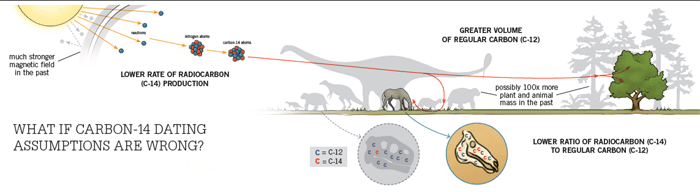 neutrons
nitrogen atoms
carbon-14 atoms
much stronger
magnetic field
in the past
LOWER RATE OF RADIOCARBON
(C-14) PRODUCTION
GREATER VOLUME
OF REGULAR CARBON (C-12)
possibly 100x more
plant and animal
mass in the past
WHAT IF CARBON-14 DATING
ASSUMPTIONS ARE WRONG?
C = C-12
C = C-14
C C C C C C C
C C C C C C
LOWER RATIO OF RADIOCARBON (C-14)
TO REGULAR CARBON (C-12)